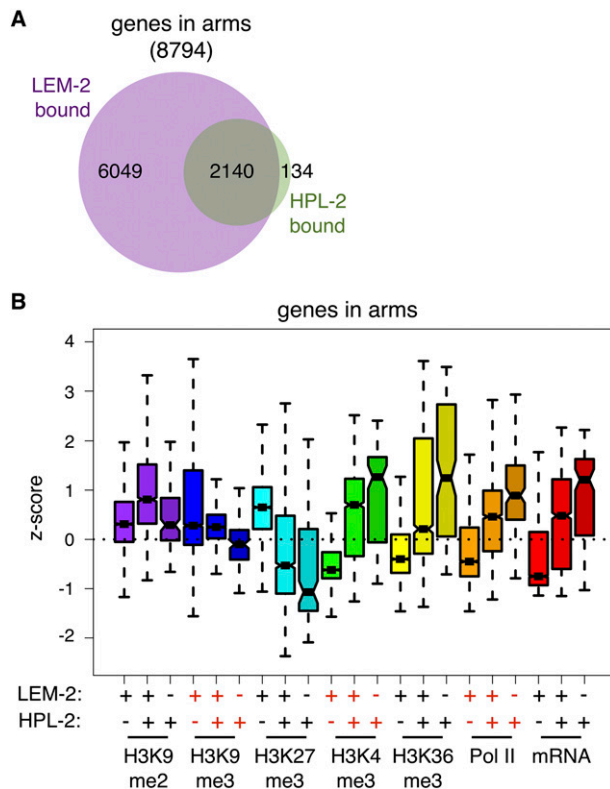 A
genes in arms
(8794)
LEM-2
bound
6049
2140
134
HPL-2
bound
B
genes in arms
z-score
4
3
2
1
0
-1
-2
LEM-2: + + - + + - + + - + + - + + - + + - + + -
HPL-2: - + + - + + - + + - + + - + + - + + - + +
H3K9 H3K9 H3K27 H3K4 H3K36 Pol II mRNA
me2 me3 me3 me3 me3